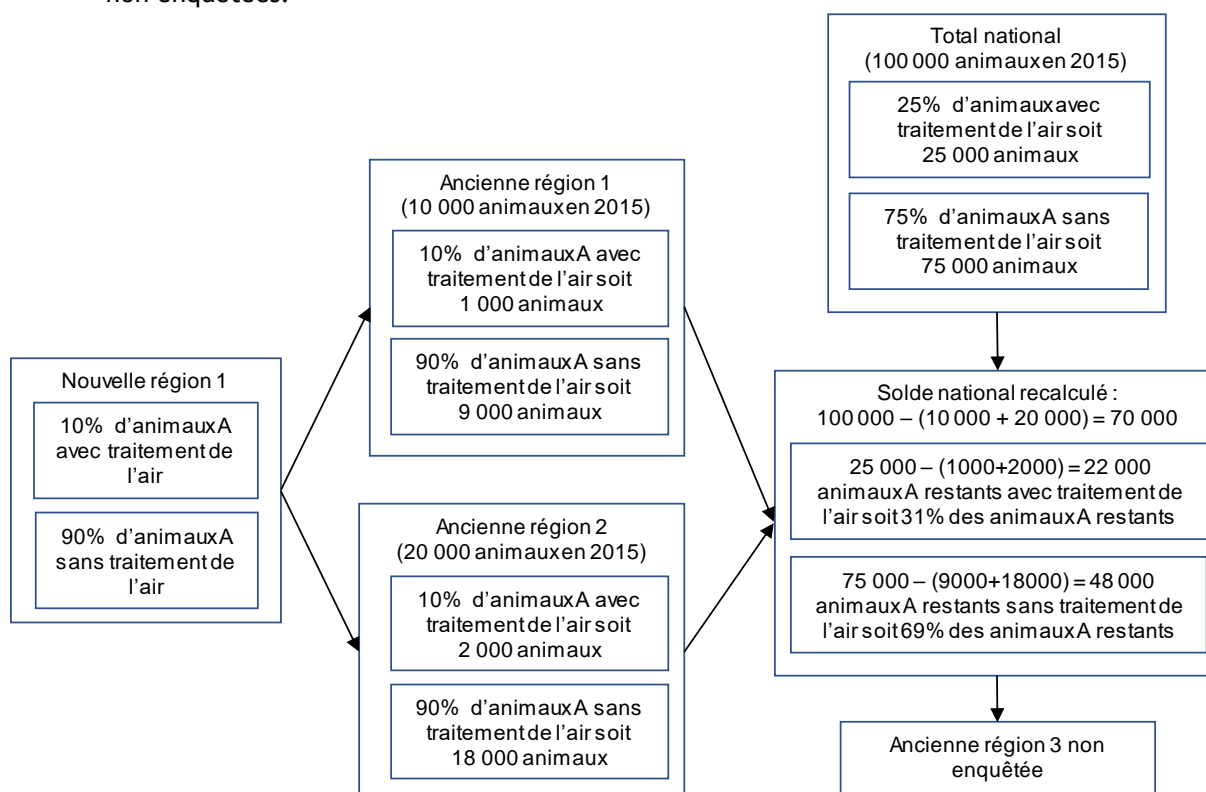 non enquêtées.
Total national
(100 000 animaux en 2015)
25% d'animaux avec
traitement de l'air soit
25 000 animaux
75% d'animaux A sans
traitement de l'air soit
75 000 animaux
Ancienne région 1
(10 000 animaux en 2015)
10% d'animaux A avec
traitement de l'air soit
1 000 animaux
90% d'animaux A sans
traitement de l'air soit
9 000 animaux
Nouvelle région 1
10% d'animaux A
avec traitement de
l'air
90% d'animaux A
sans traitement de
l'air
Ancienne région 2
(20 000 animaux en 2015)
10% d'animaux A avec
traitement de l'air soit
2 000 animaux
90% d'animaux A sans
traitement de l'air soit
18 000 animaux
Solde national recalculé :
100 000 – (10 000 + 20 000) = 70 000
25 000 – (1000+2000) = 22 000
animaux A restants avec traitement de
l'air soit 31% des animaux A restants
75 000 – (9000+18000) = 48 000
animaux A restants sans traitement de
l'air soit 69% des animaux A restants
Ancienne région 3 non
enquêtée